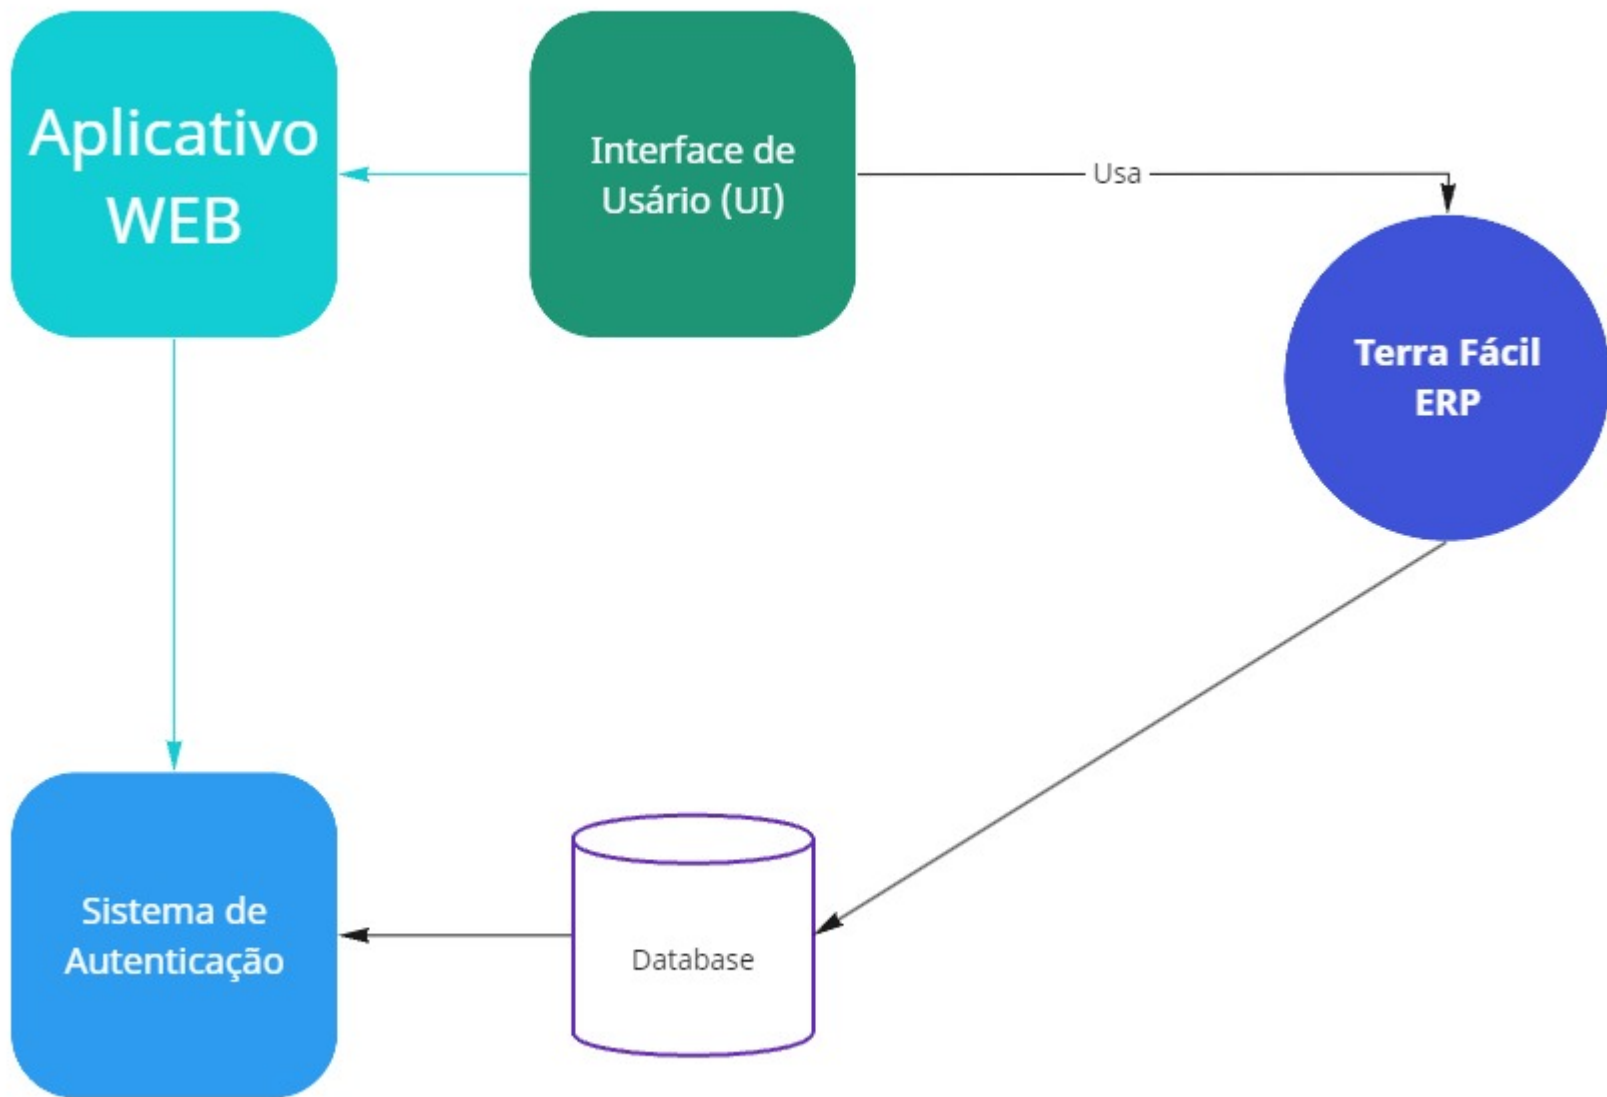 Aplicativo
WEB
Interface de
Usário (UI)
Usa
Terra Fácil
ERP
Sistema de
Autenticação
Database